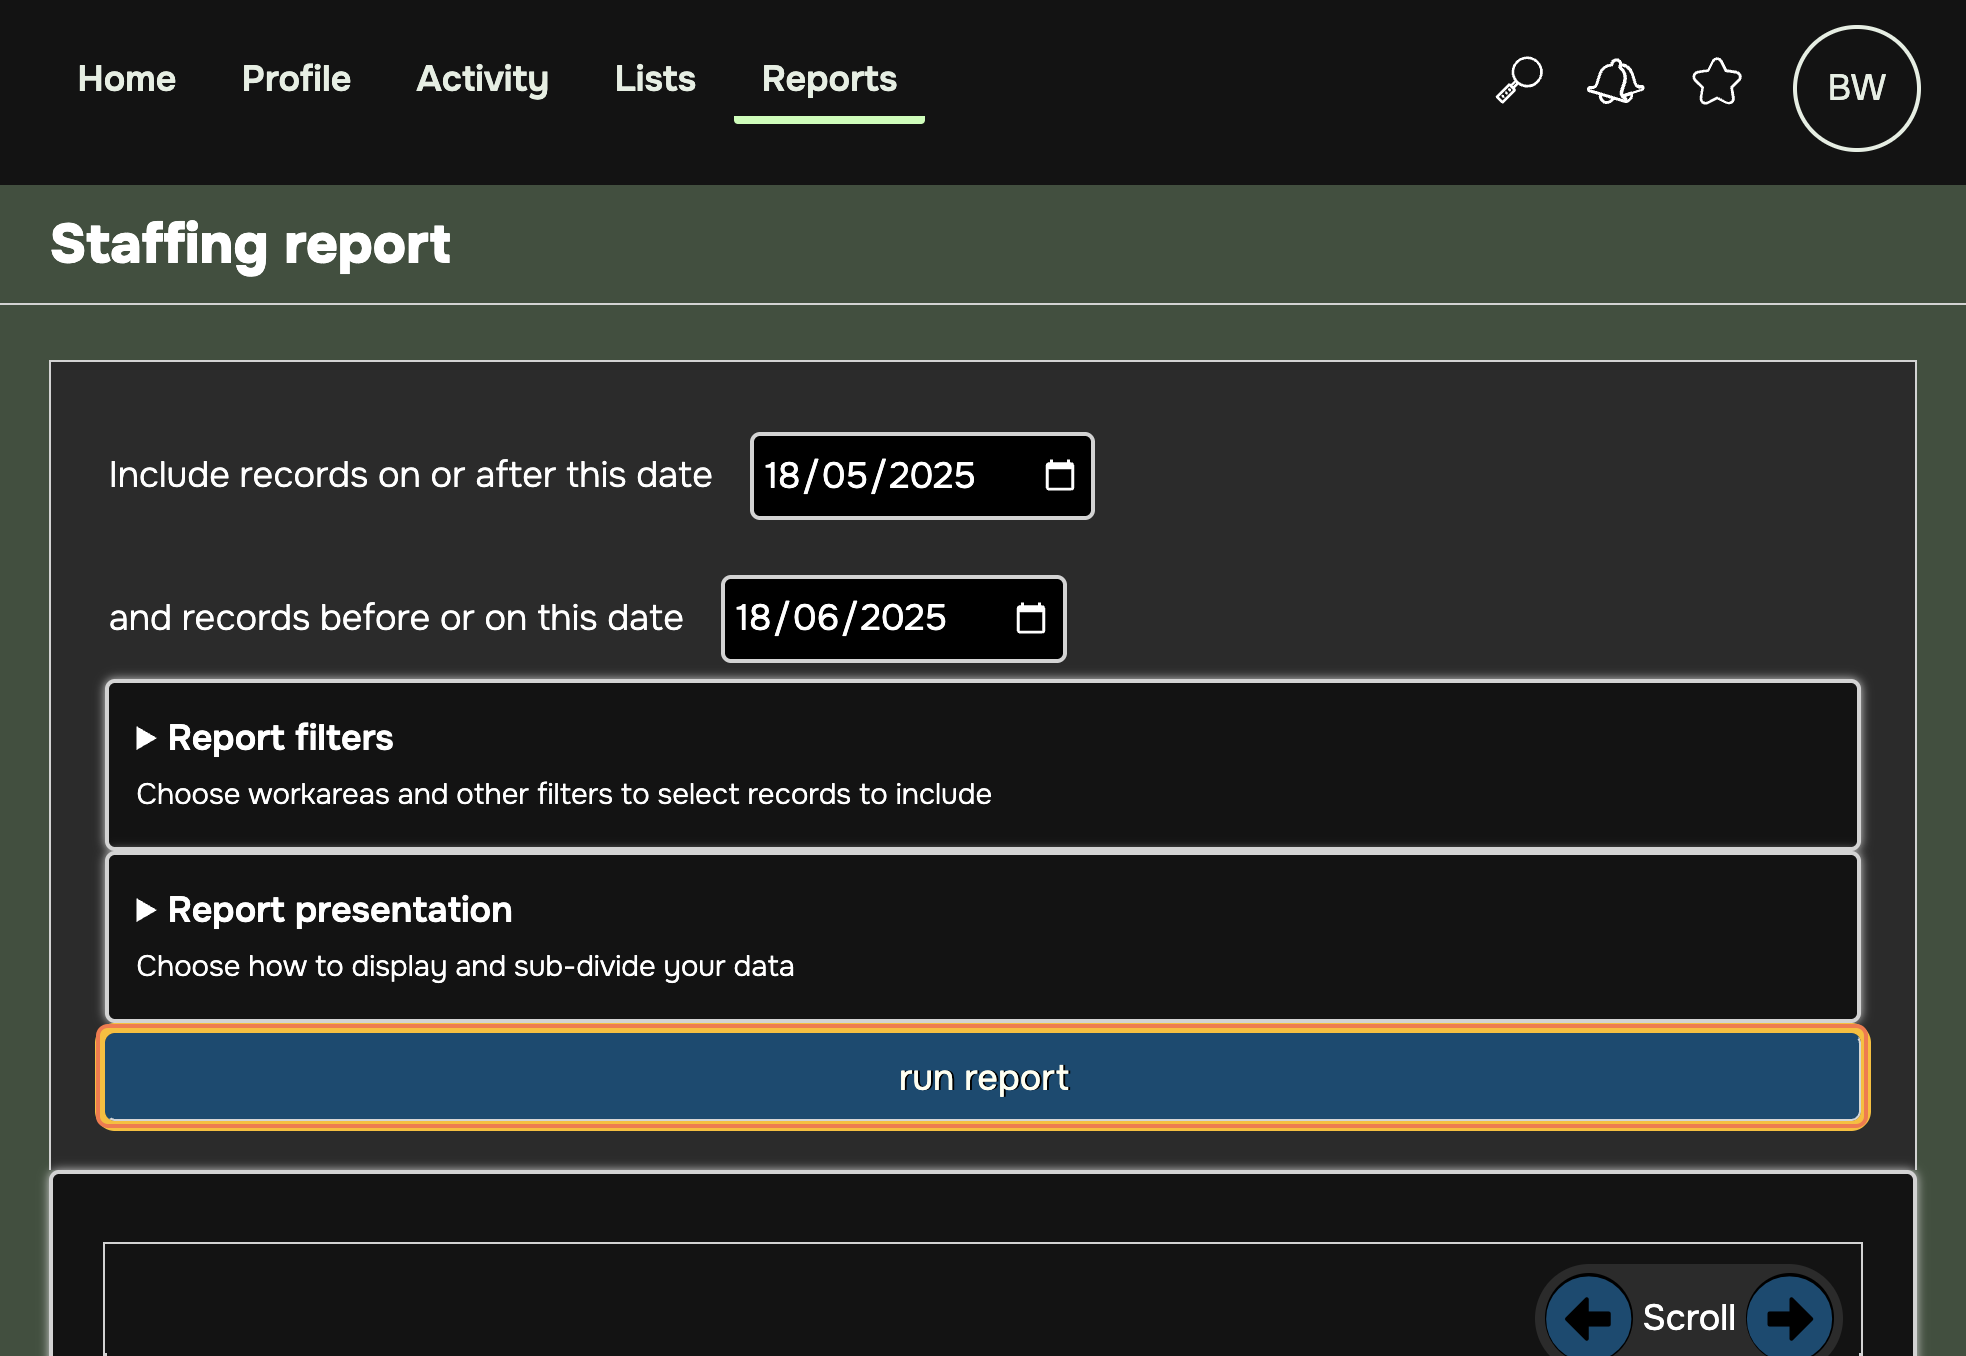 Home Profile Activity Lists Reports BW
Staffing report
Include records on or after this date 18/05/2025
and records before or on this date 18/06/2025
Report filters
Choose workareas and other filters to select records to include
Report presentation
Choose how to display and sub-divide your data
run report
Scroll